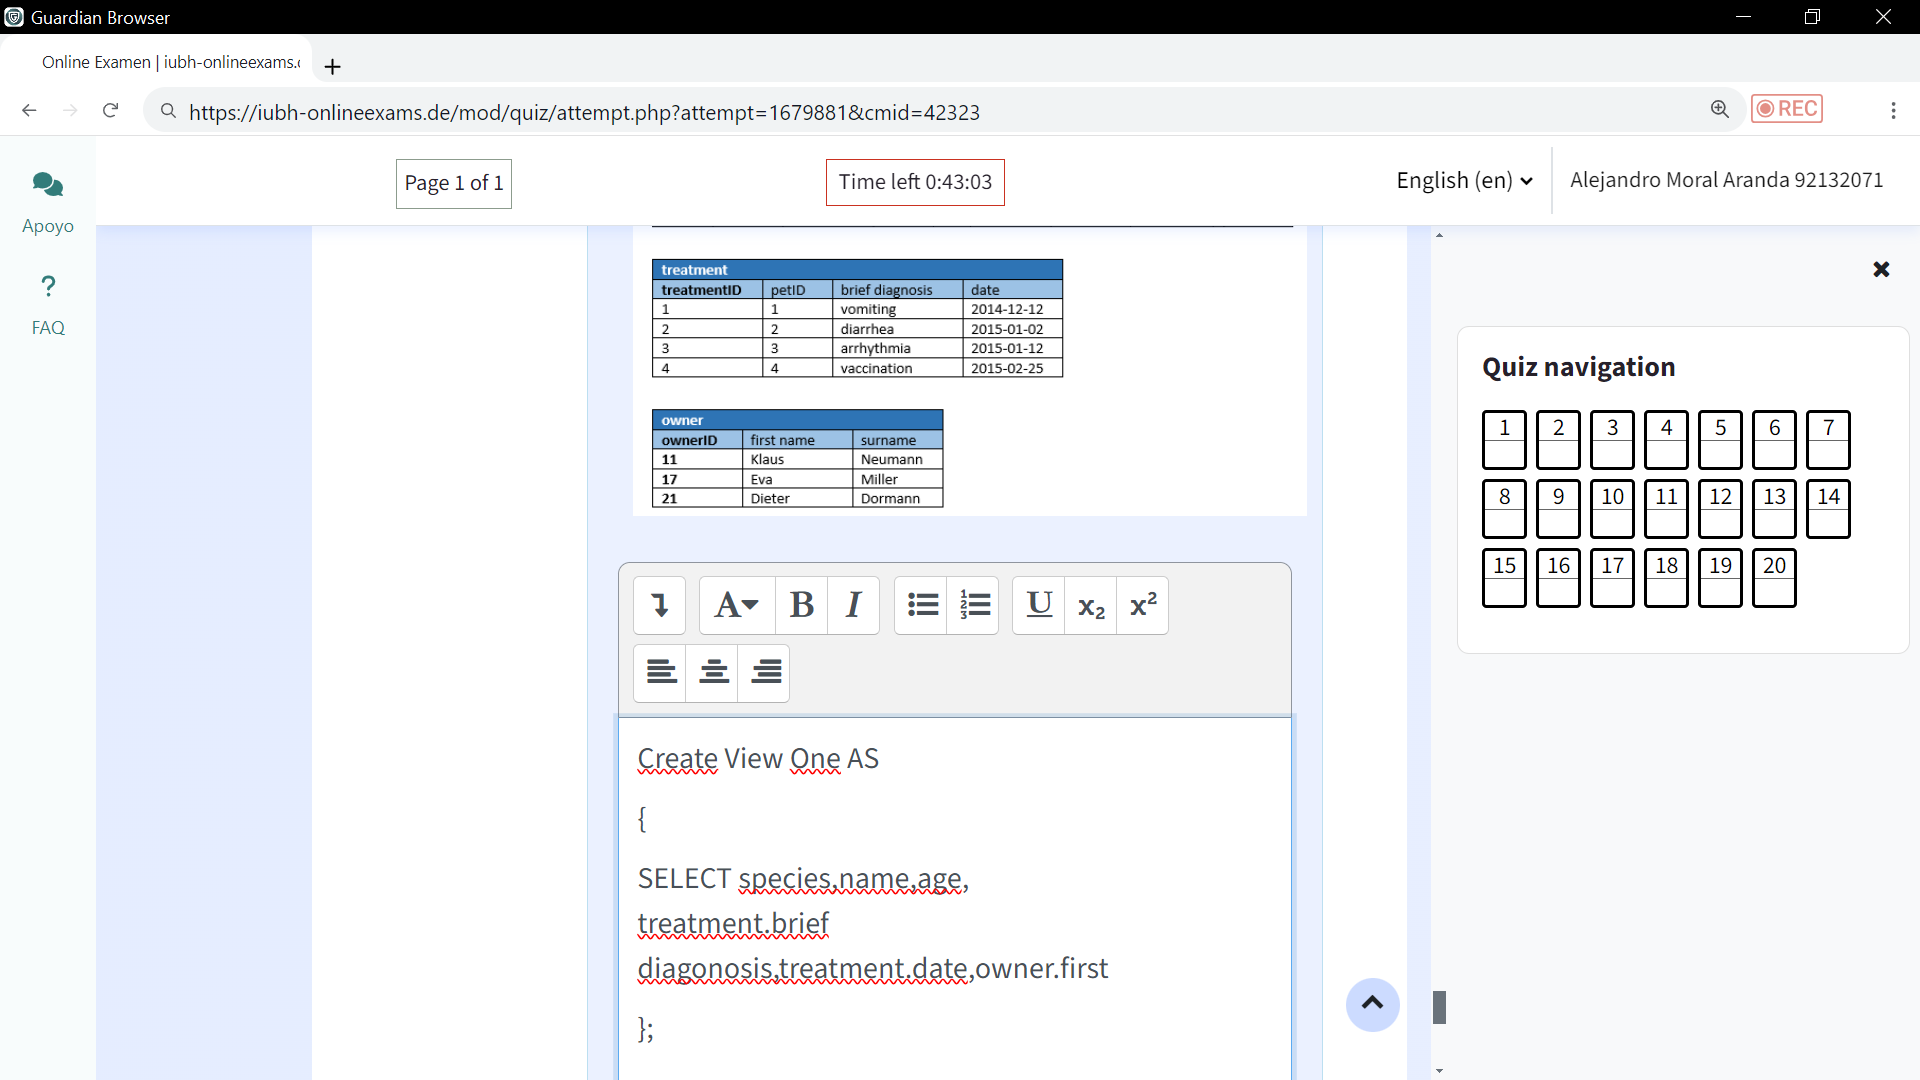 Guardian Browser
Online Examen | iubh-onlineexams.
https://iubh-onlineexams.de/mod/quiz/attempt.php?attempt=1679881&cmid=42323
REC
Page 1 of 1
Time left 0:43:03
English (en)
Alejandro Moral Aranda 92132071
Apoyo
?
FAQ
treatment
treatmentID petID brief diagnosis date
1 1 vomiting 2014-12-12
2 2 diarrhea 2015-01-02
3 3 arrhythmia 2015-01-12
4 4 vaccination 2015-02-25
owner
ownerID first name surname
11 Klaus Neumann
17 Eva Miller
21 Dieter Dormann
A B I U x₂ x²
Create View One AS
{
SELECT species,name,age,
treatment.brief
diagonosis,treatment.date,owner.first
};
Quiz navigation
1 2 3 4 5 6 7
8 9 10 11 12 13 14
15 16 17 18 19 20